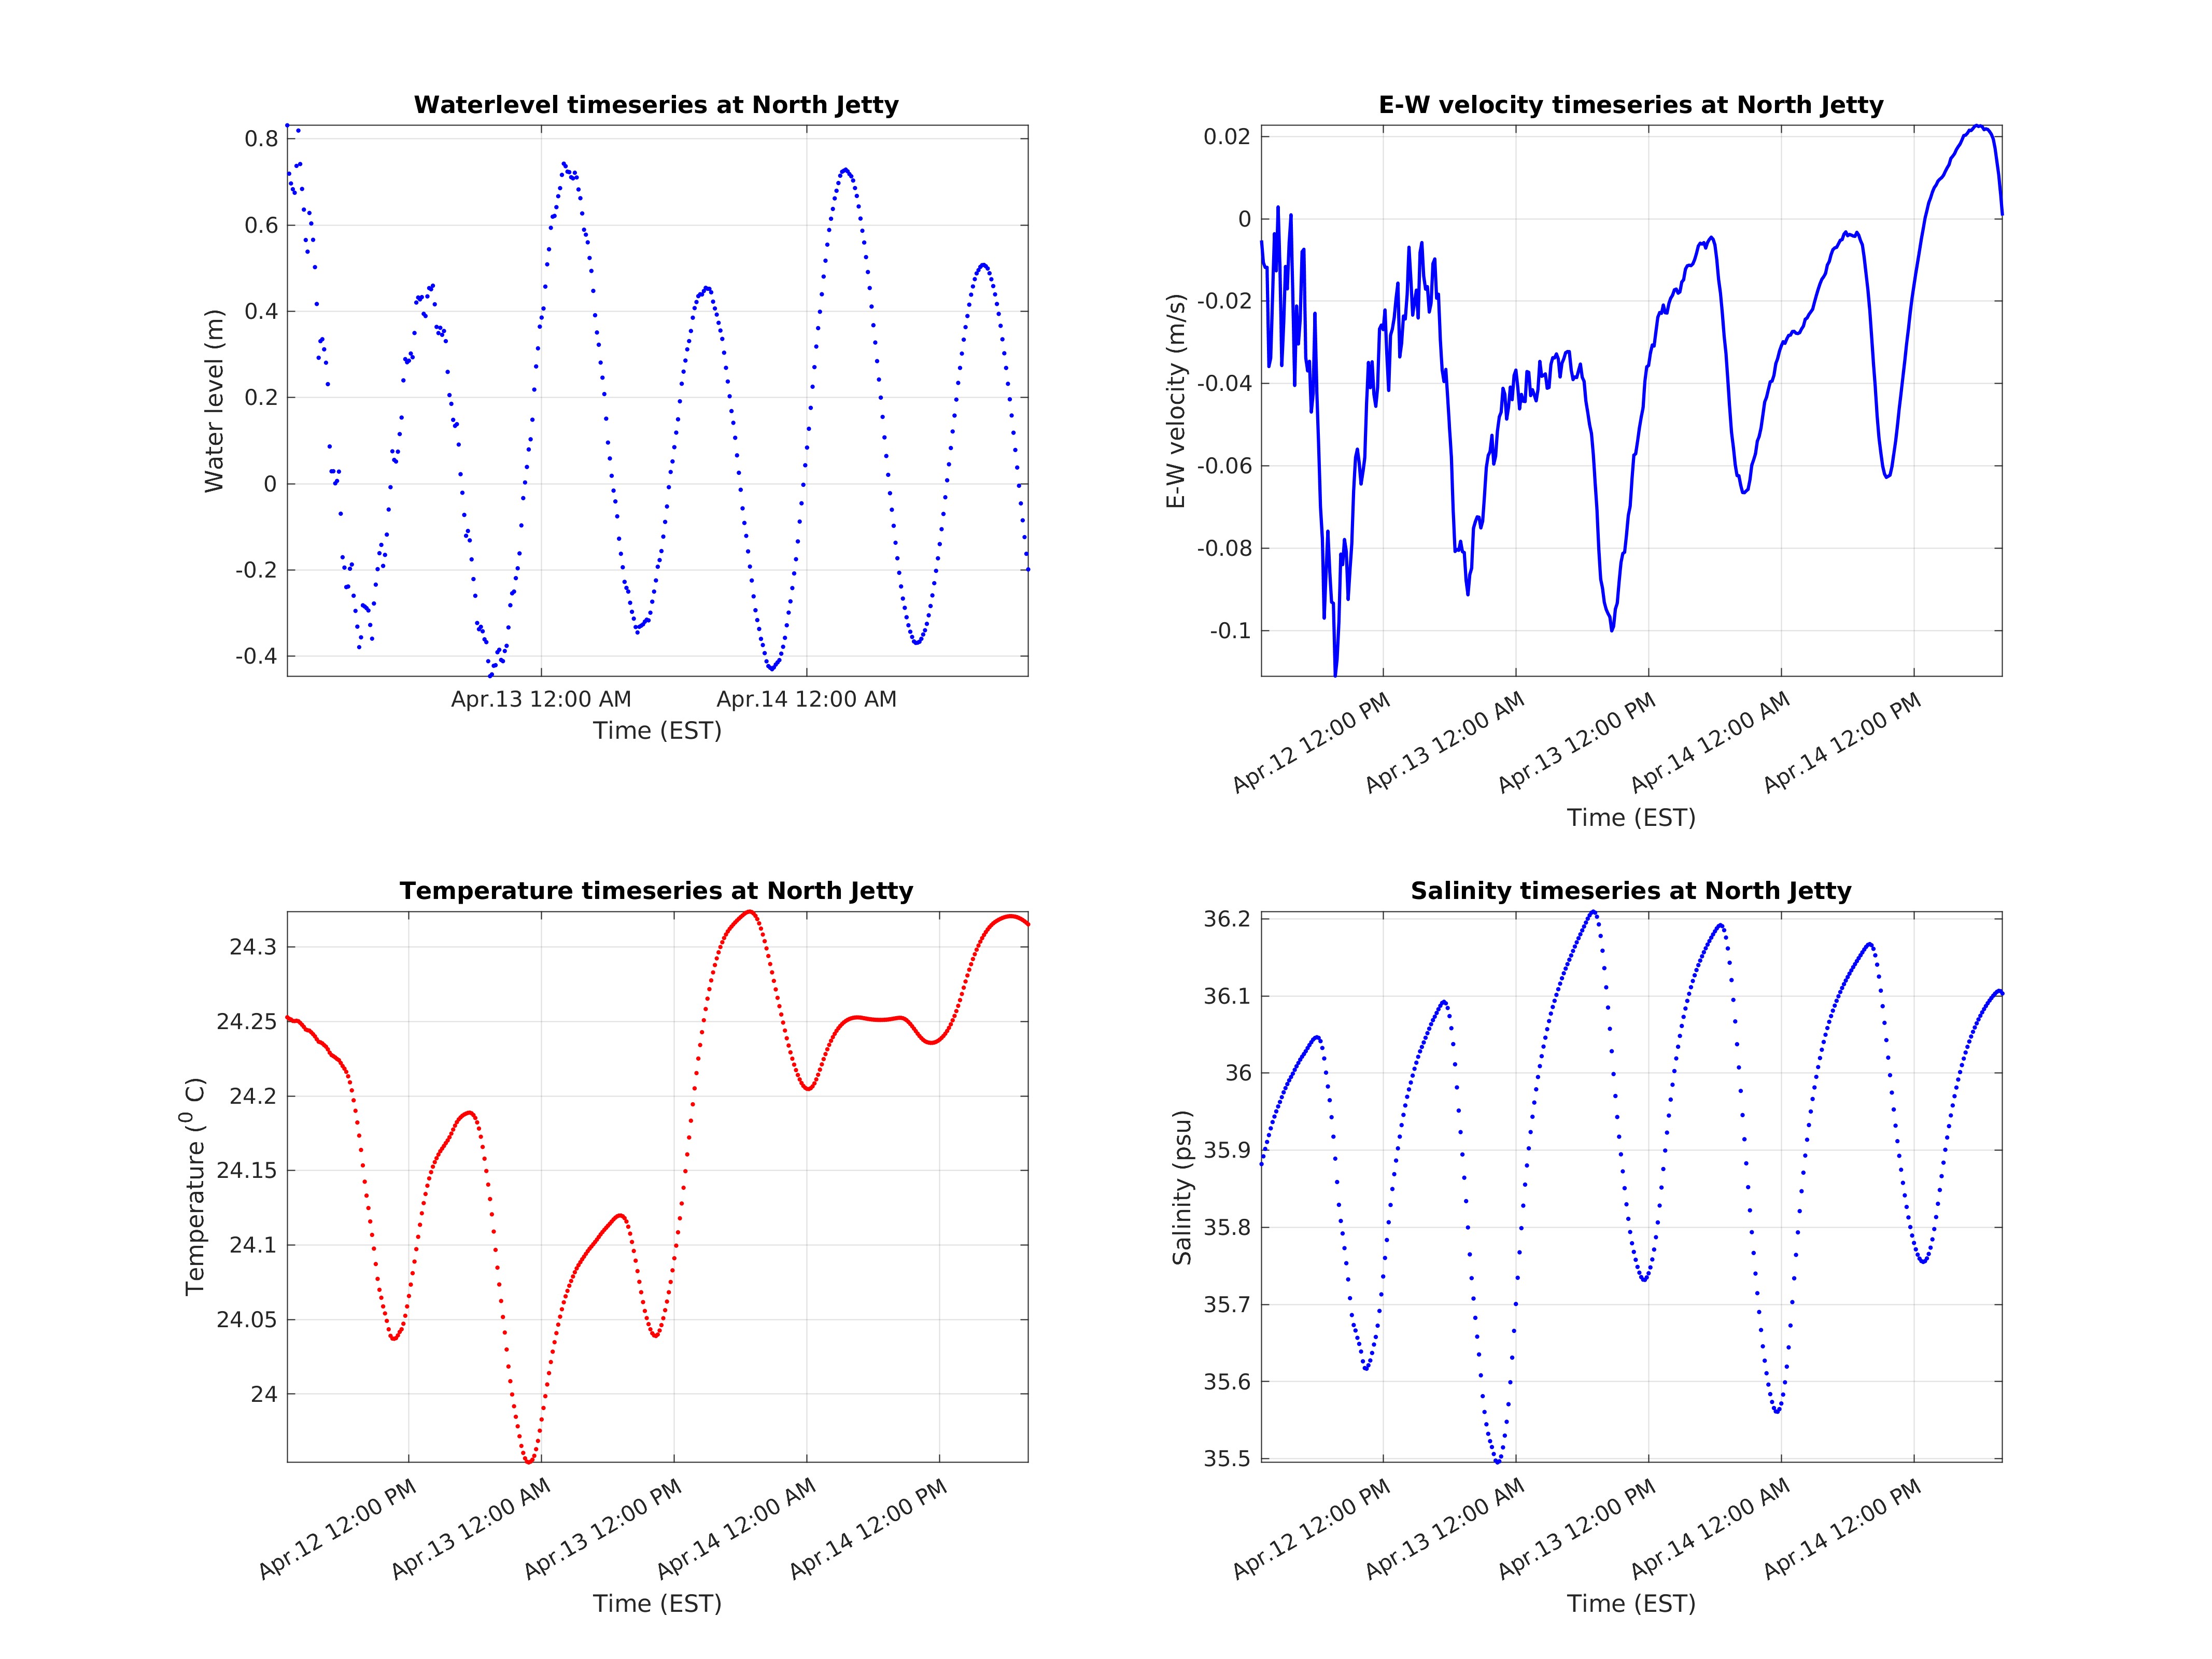 Waterlevel timeseries at North Jetty
0.8
0.6
0.4
0.2
0
-0.2
-0.4
Water level (m)
Apr.13 12:00 AM
Apr.14 12:00 AM
Time (EST)
E-W velocity timeseries at North Jetty
0.02
0
-0.02
-0.04
-0.06
-0.08
-0.1
E-W velocity (m/s)
Apr.12 12:00 PM
Apr.13 12:00 AM
Apr.13 12:00 PM
Apr.14 12:00 AM
Apr.14 12:00 PM
Time (EST)
Temperature timeseries at North Jetty
24.3
24.25
24.2
24.15
24.1
24.05
24
Temperature (⁰ C)
Apr.12 12:00 PM
Apr.13 12:00 AM
Apr.13 12:00 PM
Apr.14 12:00 AM
Apr.14 12:00 PM
Time (EST)
Salinity timeseries at North Jetty
36.2
36.1
36
35.9
35.8
35.7
35.6
35.5
Salinity (psu)
Apr.12 12:00 PM
Apr.13 12:00 AM
Apr.13 12:00 PM
Apr.14 12:00 AM
Apr.14 12:00 PM
Time (EST)